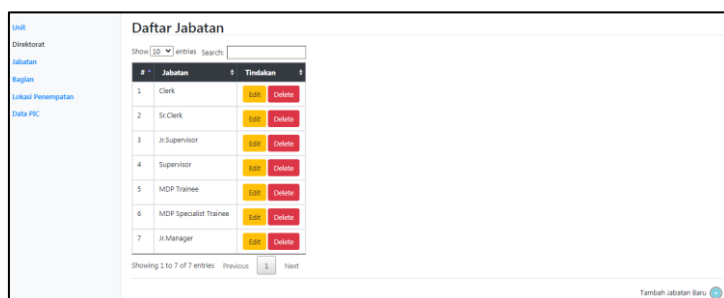 Unit
Direktorat
Jabatan
Bagian
Lokasi Penempatan
Data PIC
Daftar Jabatan
Show 10 entries Search:
# Jabatan Tindakan
1 Clerk Edit Delete
2 Sr.Clerk Edit Delete
3 Jr.Supervisor Edit Delete
4 Supervisor Edit Delete
5 MDP Trainee Edit Delete
6 MDP Specialist Trainee Edit Delete
7 Jr.Manager Edit Delete
Showing 1 to 7 of 7 entries Previous 1 Next
Tambah Jabatan Baru